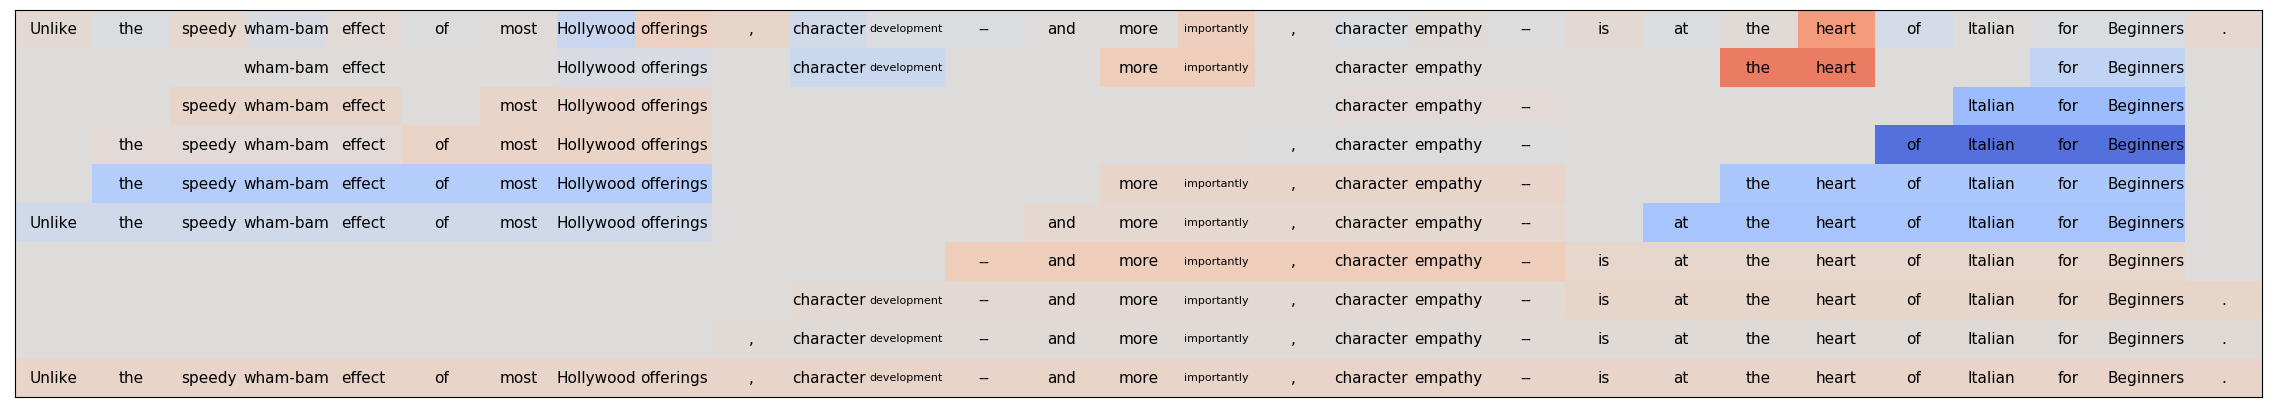 Unlike the speedy wham-bam effect of most Hollywood offerings , character development -- and more importantly , character empathy -- is at the heart of Italian for Beginners .
wham-bam effect Hollywood offerings character development more importantly character empathy the heart for Beginners
speedy wham-bam effect most Hollywood offerings character empathy -- Italian for Beginners
the speedy wham-bam effect of most Hollywood offerings , character empathy -- of Italian for Beginners
the speedy wham-bam effect of most Hollywood offerings more importantly , character empathy -- the heart of Italian for Beginners
Unlike the speedy wham-bam effect of most Hollywood offerings and more importantly , character empathy -- at the heart of Italian for Beginners
-- and more importantly , character empathy -- is at the heart of Italian for Beginners
character development -- and more importantly , character empathy -- is at the heart of Italian for Beginners .
, character development -- and more importantly , character empathy -- is at the heart of Italian for Beginners .
Unlike the speedy wham-bam effect of most Hollywood offerings , character development -- and more importantly , character empathy -- is at the heart of Italian for Beginners .